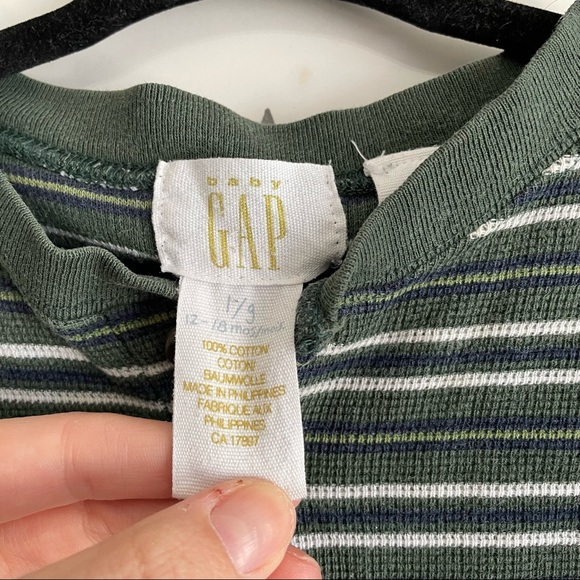 baby
GAP
1/g
12-18 mos/mois
100% COTTON
COTON/
BAUMWOLLE
MADE IN PHILIPPINES/
FABRIQUE AUX
PHILIPPINES
CA 17897